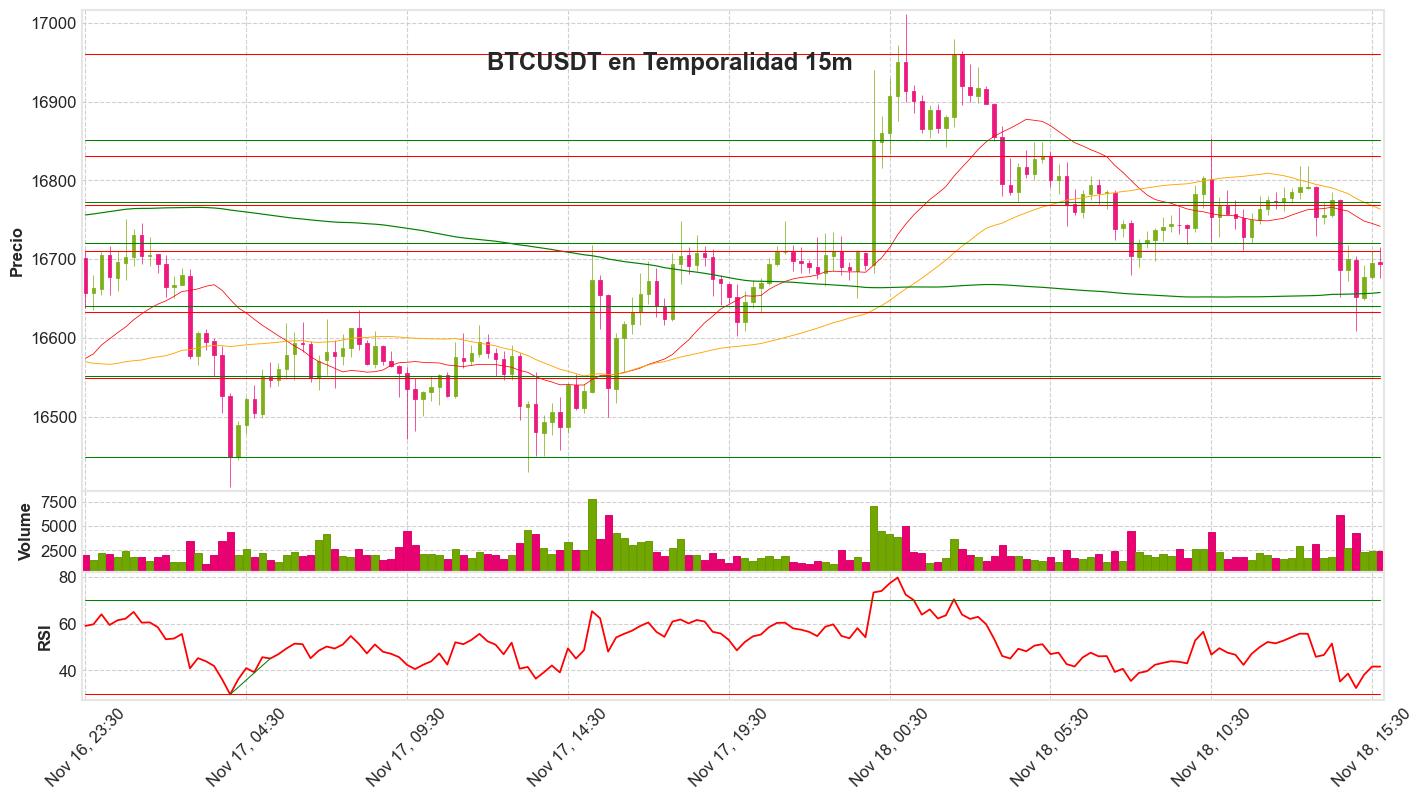 BTCUSDT en Temporalidad 15m
Precio
17000
16900
16800
16700
16600
16500
Volume
7500
5000
2500
RSI
80
60
40
Nov 16, 23:30
Nov 17, 04:30
Nov 17, 09:30
Nov 17, 14:30
Nov 17, 19:30
Nov 18, 00:30
Nov 18, 05:30
Nov 18, 10:30
Nov 18, 15:30